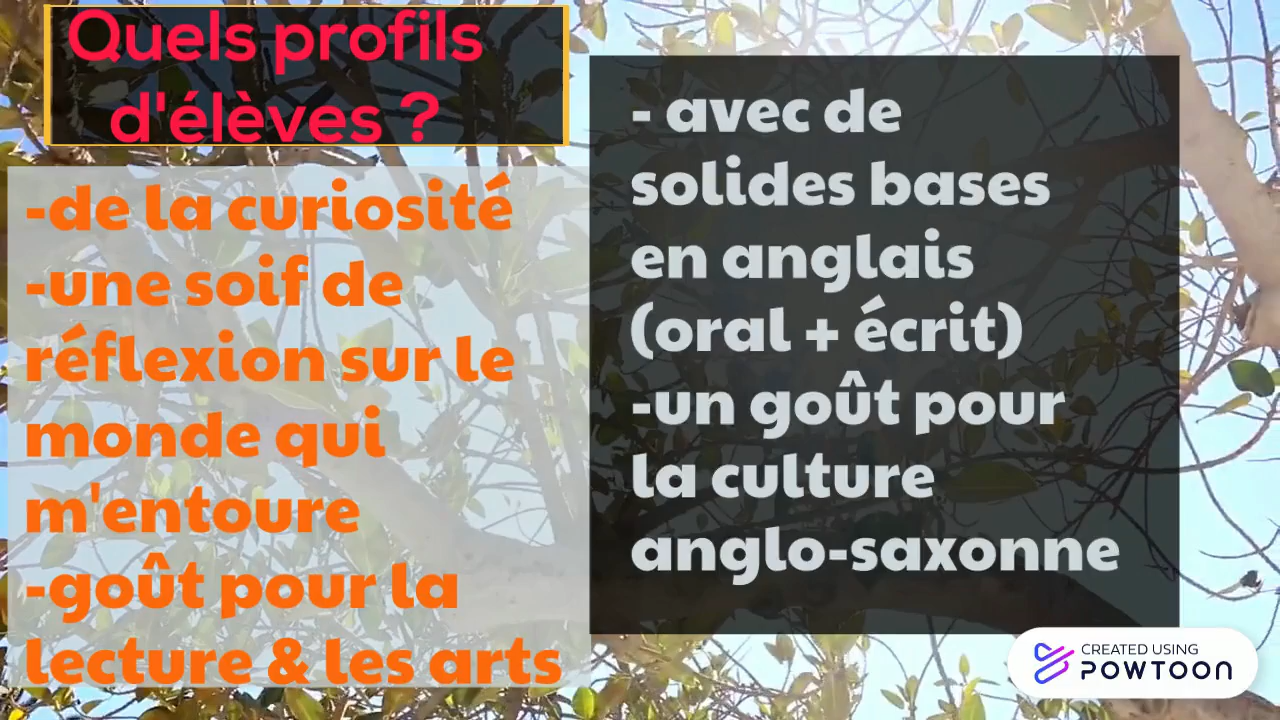 Quels profils
d'élèves ?
-de la curiosité
-une soif de
réflexion sur le
monde qui
m'entoure
-goût pour la
lecture & les arts
- avec de
solides bases
en anglais
(oral + écrit)
-un goût pour
la culture
anglo-saxonne
CREATED USING
POWTOON